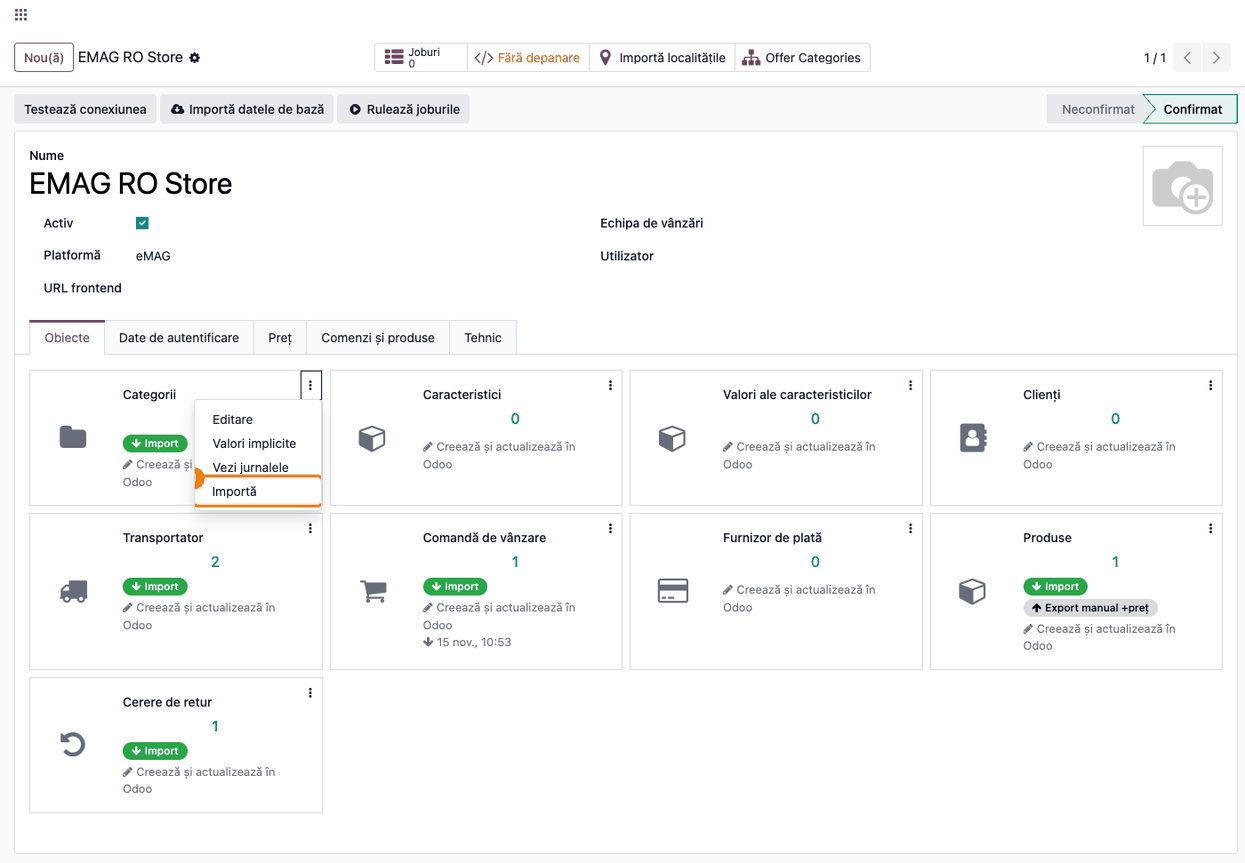 Nou(ă)
EMAG RO Store
Joburi
0
Fără depanare
Importă localitățile
Offer Categories
1 / 1
Testează conexiunea
Importă datele de bază
Rulează joburile
Neconfirmat
Confirmat
Nume
EMAG RO Store
Activ
Echipa de vânzări
Platformă
eMAG
Utilizator
URL frontend
Obiecte
Date de autentificare
Preț
Comenzi și produse
Tehnic
Categorii
Import
Creează și
Odoo
Editare
Valori implicite
Vezi jurnalele
Importă
Caracteristici
0
Creează și actualizează în
Odoo
Valori ale caracteristicilor
0
Creează și actualizează în
Odoo
Clienți
0
Creează și actualizează în
Odoo
Transportator
2
Import
Creează și actualizează în
Odoo
Comandă de vânzare
1
Import
Creează și actualizează în
Odoo
15 nov., 10:53
Furnizor de plată
0
Creează și actualizează în
Odoo
Produse
1
Import
Export manual +preț
Creează și actualizează în
Odoo
Cerere de retur
1
Import
Creează și actualizează în
Odoo